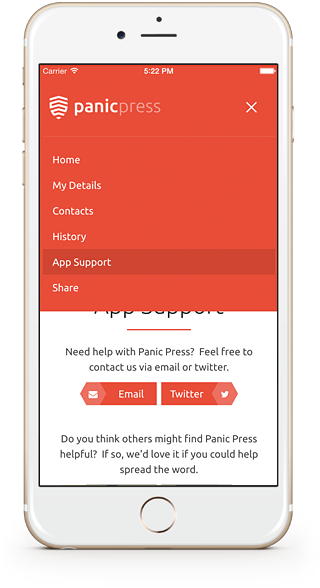 Carrier 5:22 PM
panicpress
Home
My Details
Contacts
History
App Support
Share
App Support
Need help with Panic Press? Feel free to
contact us via email or twitter.
Email Twitter
Do you think others might find Panic Press
helpful? If so, we'd love it if you could help
spread the word.